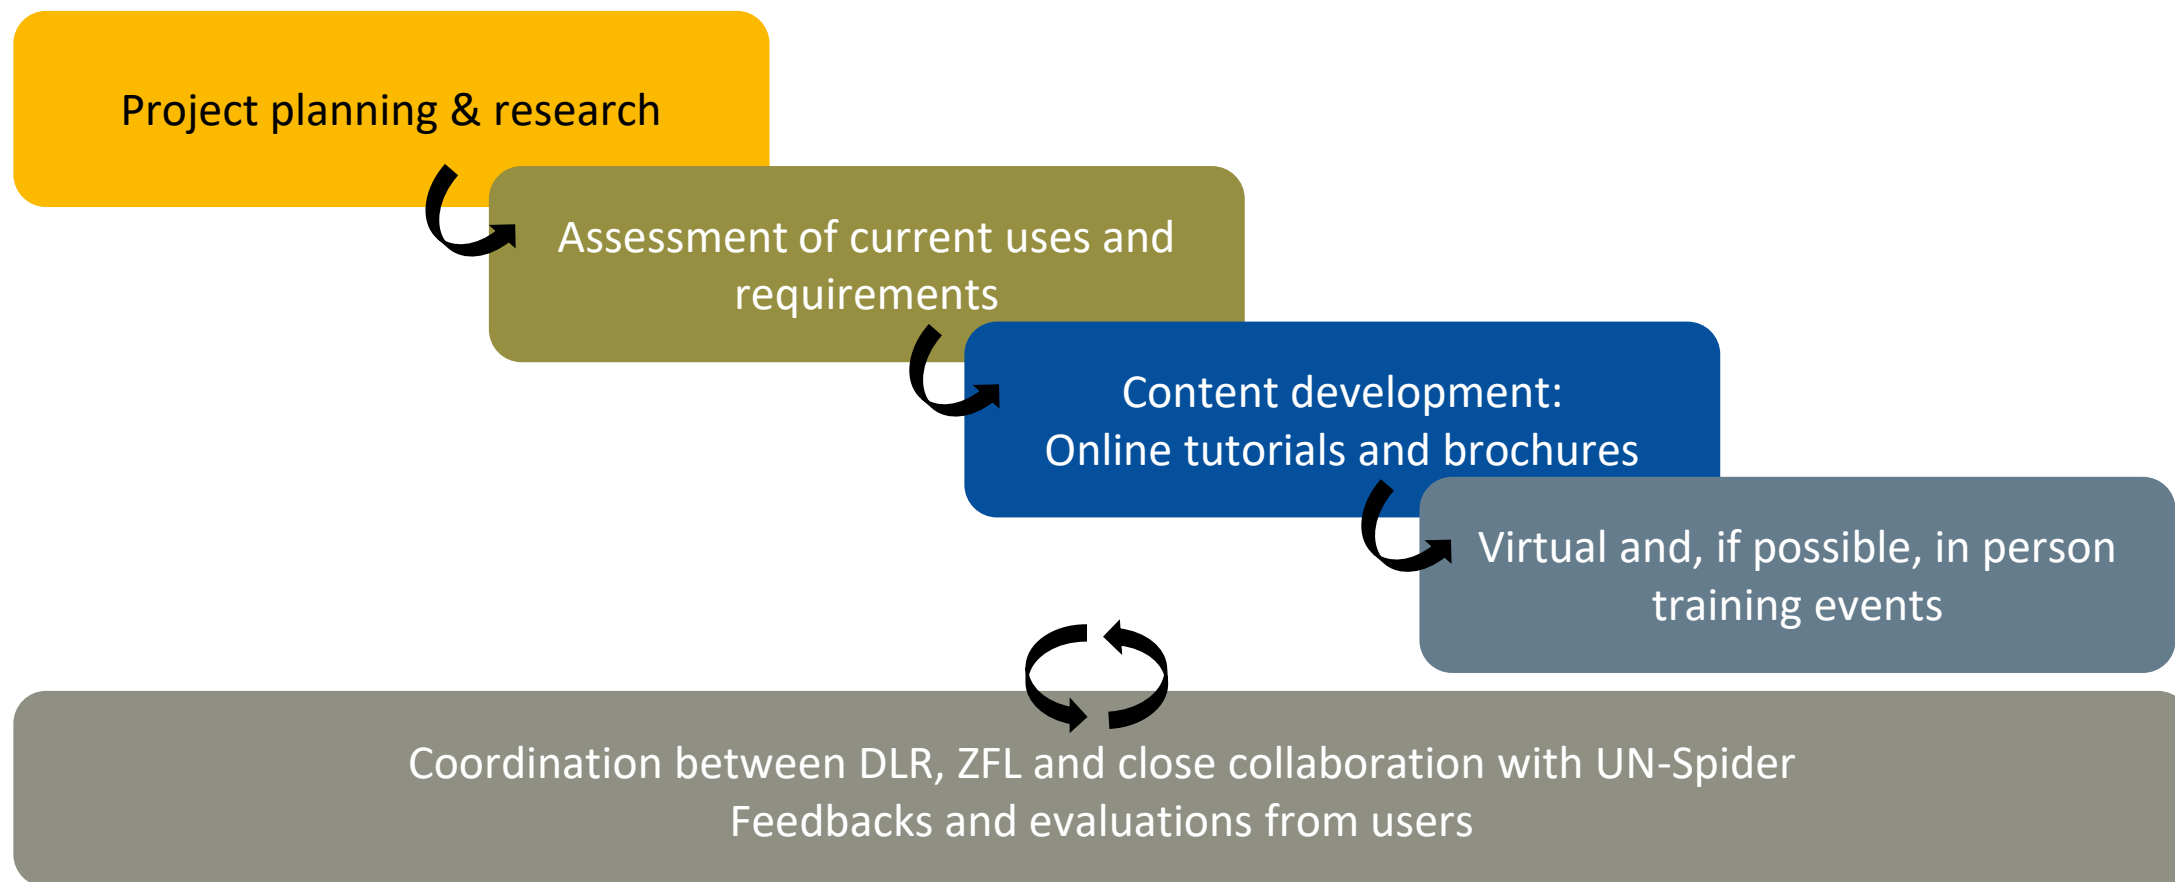 Project planning & research
Assessment of current uses and
requirements
Content development:
Online tutorials and brochures
Virtual and, if possible, in person
training events
Coordination between DLR, ZFL and close collaboration with UN-Spider
Feedbacks and evaluations from users